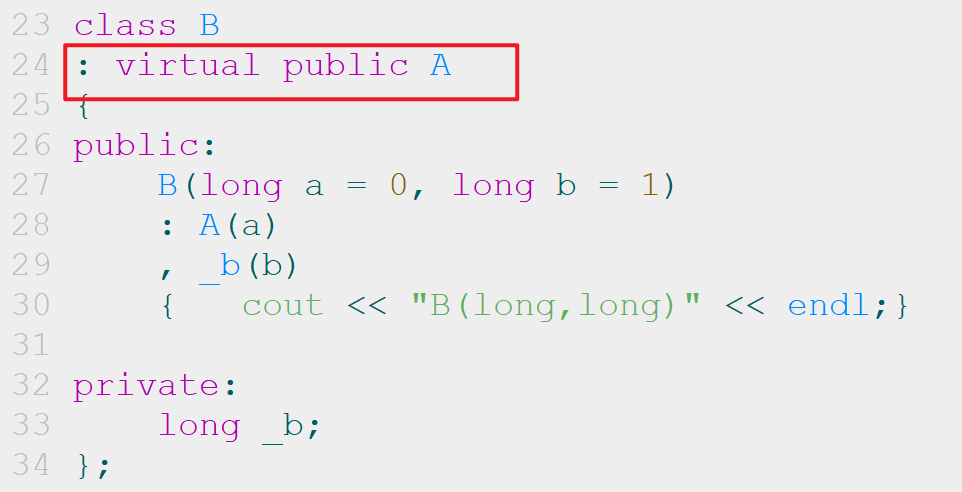 23 class B
24 : virtual public A
25 {
26 public:
27     B(long a = 0, long b = 1)
28     : A(a)
29     , _b(b)
30     {   cout << "B(long,long)" << endl;}
31
32 private:
33     long _b;
34 };